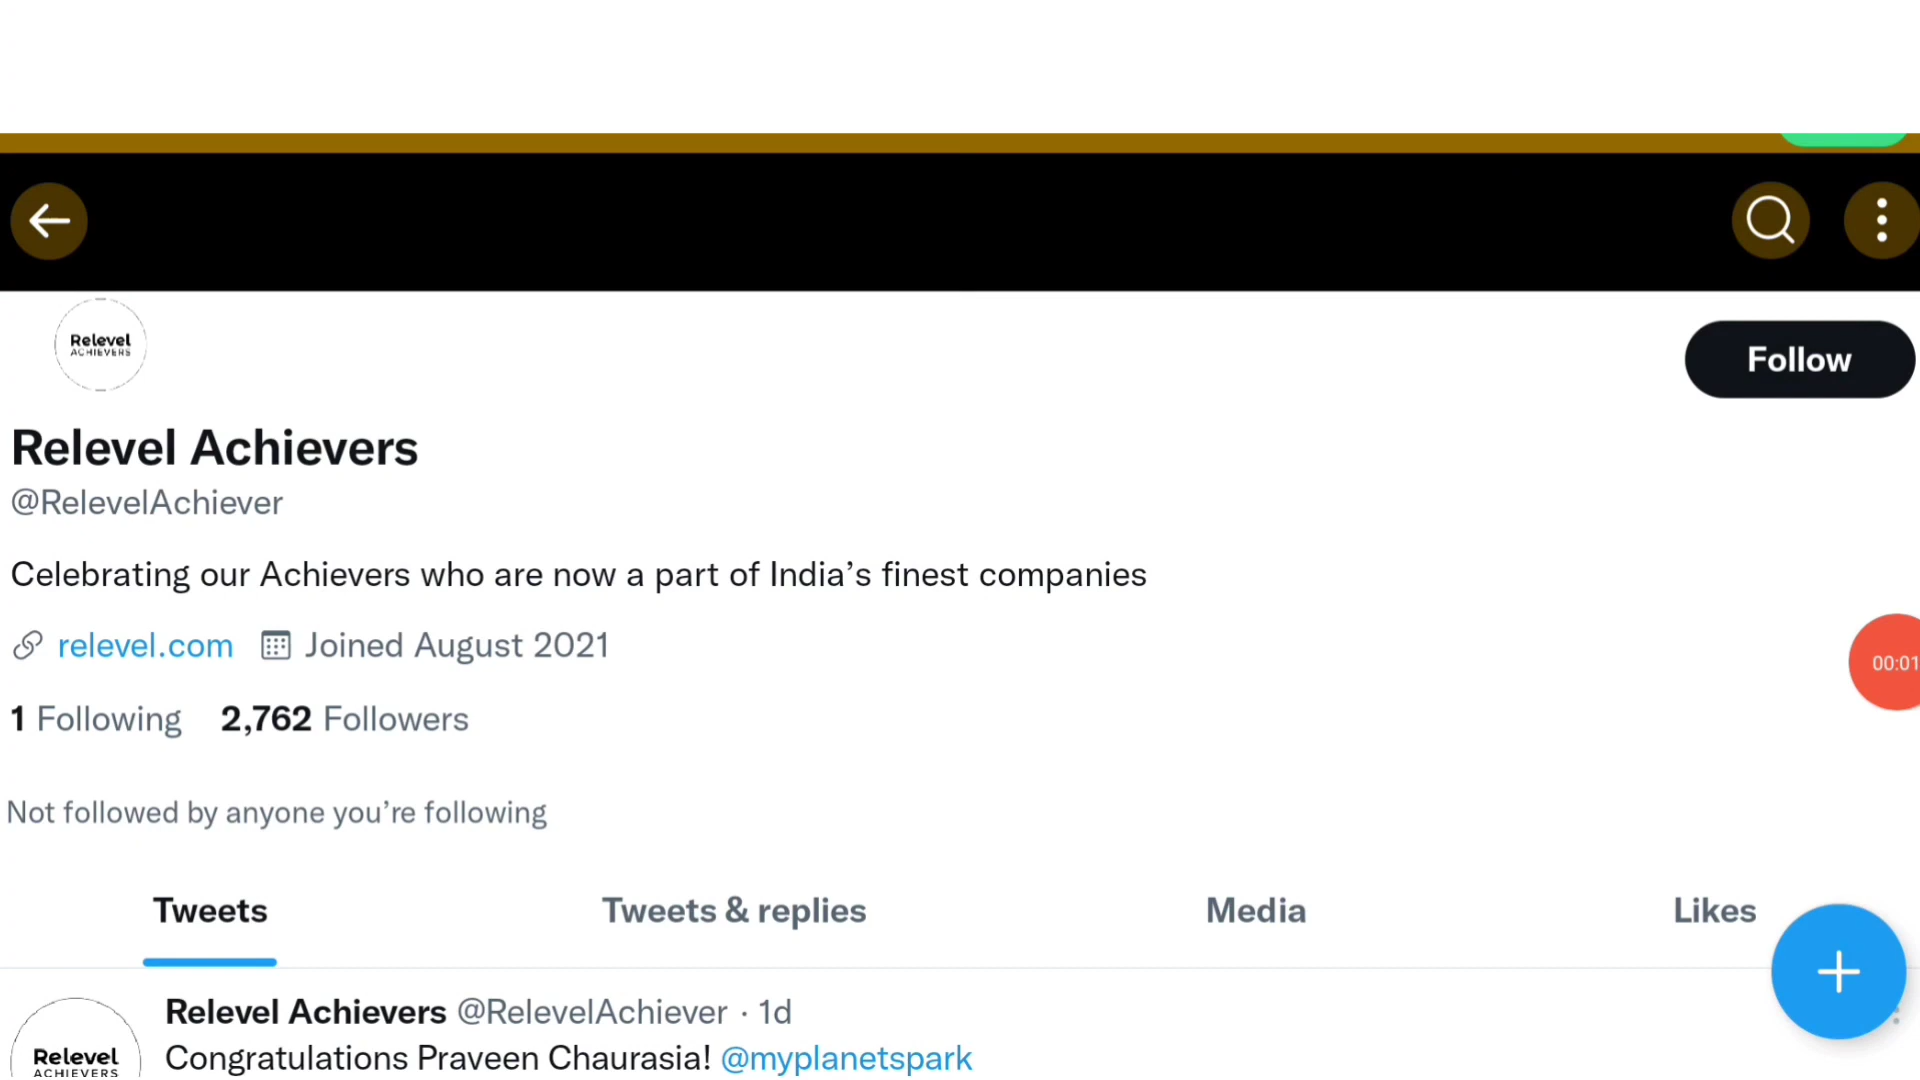 Relevel
ACHIEVERS
Follow
Relevel Achievers
@RelevelAchiever
Celebrating our Achievers who are now a part of India’s finest companies
relevel.com Joined August 2021
00:01
1 Following 2,762 Followers
Not followed by anyone you’re following
Tweets Tweets & replies Media Likes
Relevel Achievers @RelevelAchiever · 1d
Relevel
ACHIEVERS
Congratulations Praveen Chaurasia! @myplanetspark